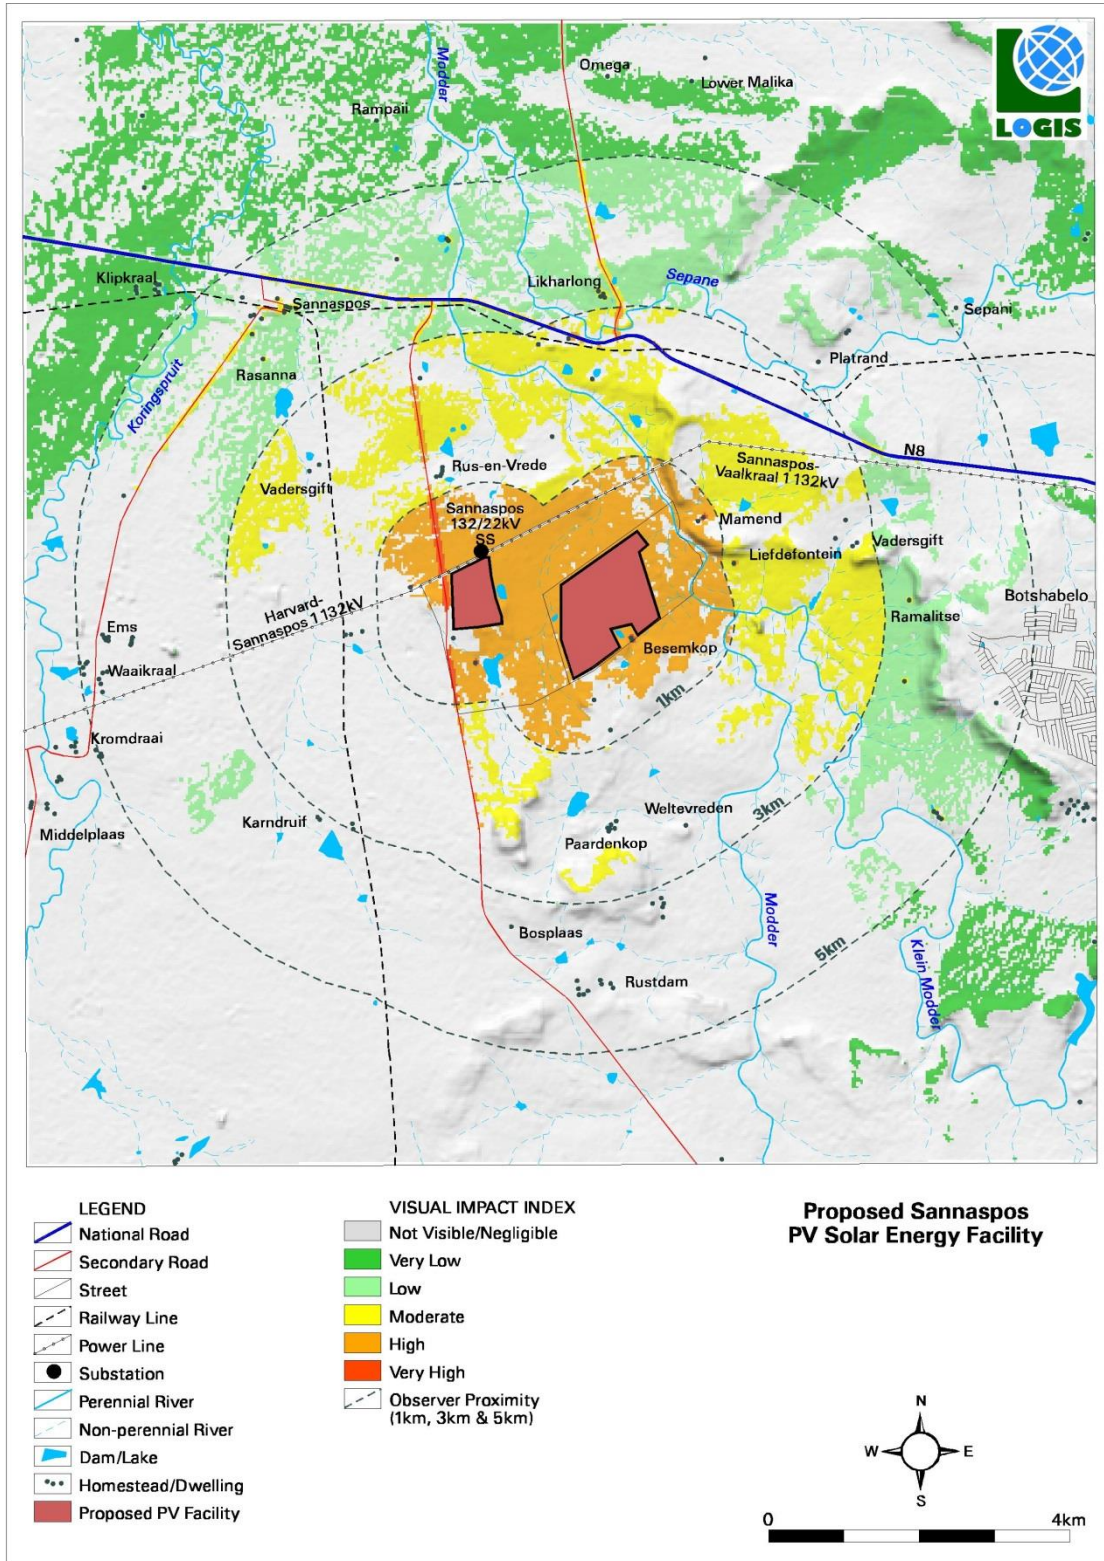 Omega
Lower Malika
Modder
Rampaii
LOGIS
Klipkraal
Sannaspos
Likharlong
Sepane
Sepani
Platrand
Rasanna
Koringspruit
N8
Rus-en-Vrede
Sannaspos-
Vaalkraal 1 132kV
Vadersgift
Sannaspos
132/22kV
SS
Mamend
Liefdefontein
Vadersgift
Harvard-
Sannaspos 1 132kV
Botshabelo
Ramalitse
Ems
Besemkop
Waaikraal
1km
Kromdraai
Middelplaas
Karndruif
Weltevreden
3km
Paardenkop
Bosplaas
Modder
5km
Klein Modder
Rustdam
LEGEND
National Road
Secondary Road
Street
Railway Line
Power Line
Substation
Perennial River
Non-perennial River
Dam/Lake
Homestead/Dwelling
Proposed PV Facility
VISUAL IMPACT INDEX
Not Visible/Negligible
Very Low
Low
Moderate
High
Very High
Observer Proximity
(1km, 3km & 5km)
Proposed Sannaspos
PV Solar Energy Facility
N
W
E
S
0
4km